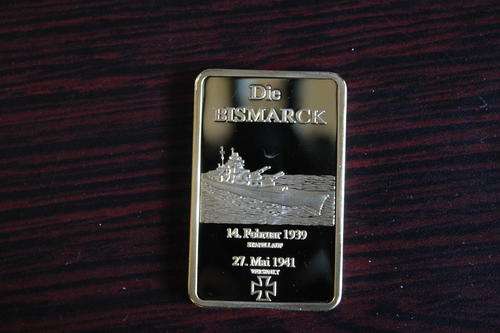 Die
BISMARCK
14. Februar 1939
STAPELLAUF
27. Mai 1941
VERSENKT